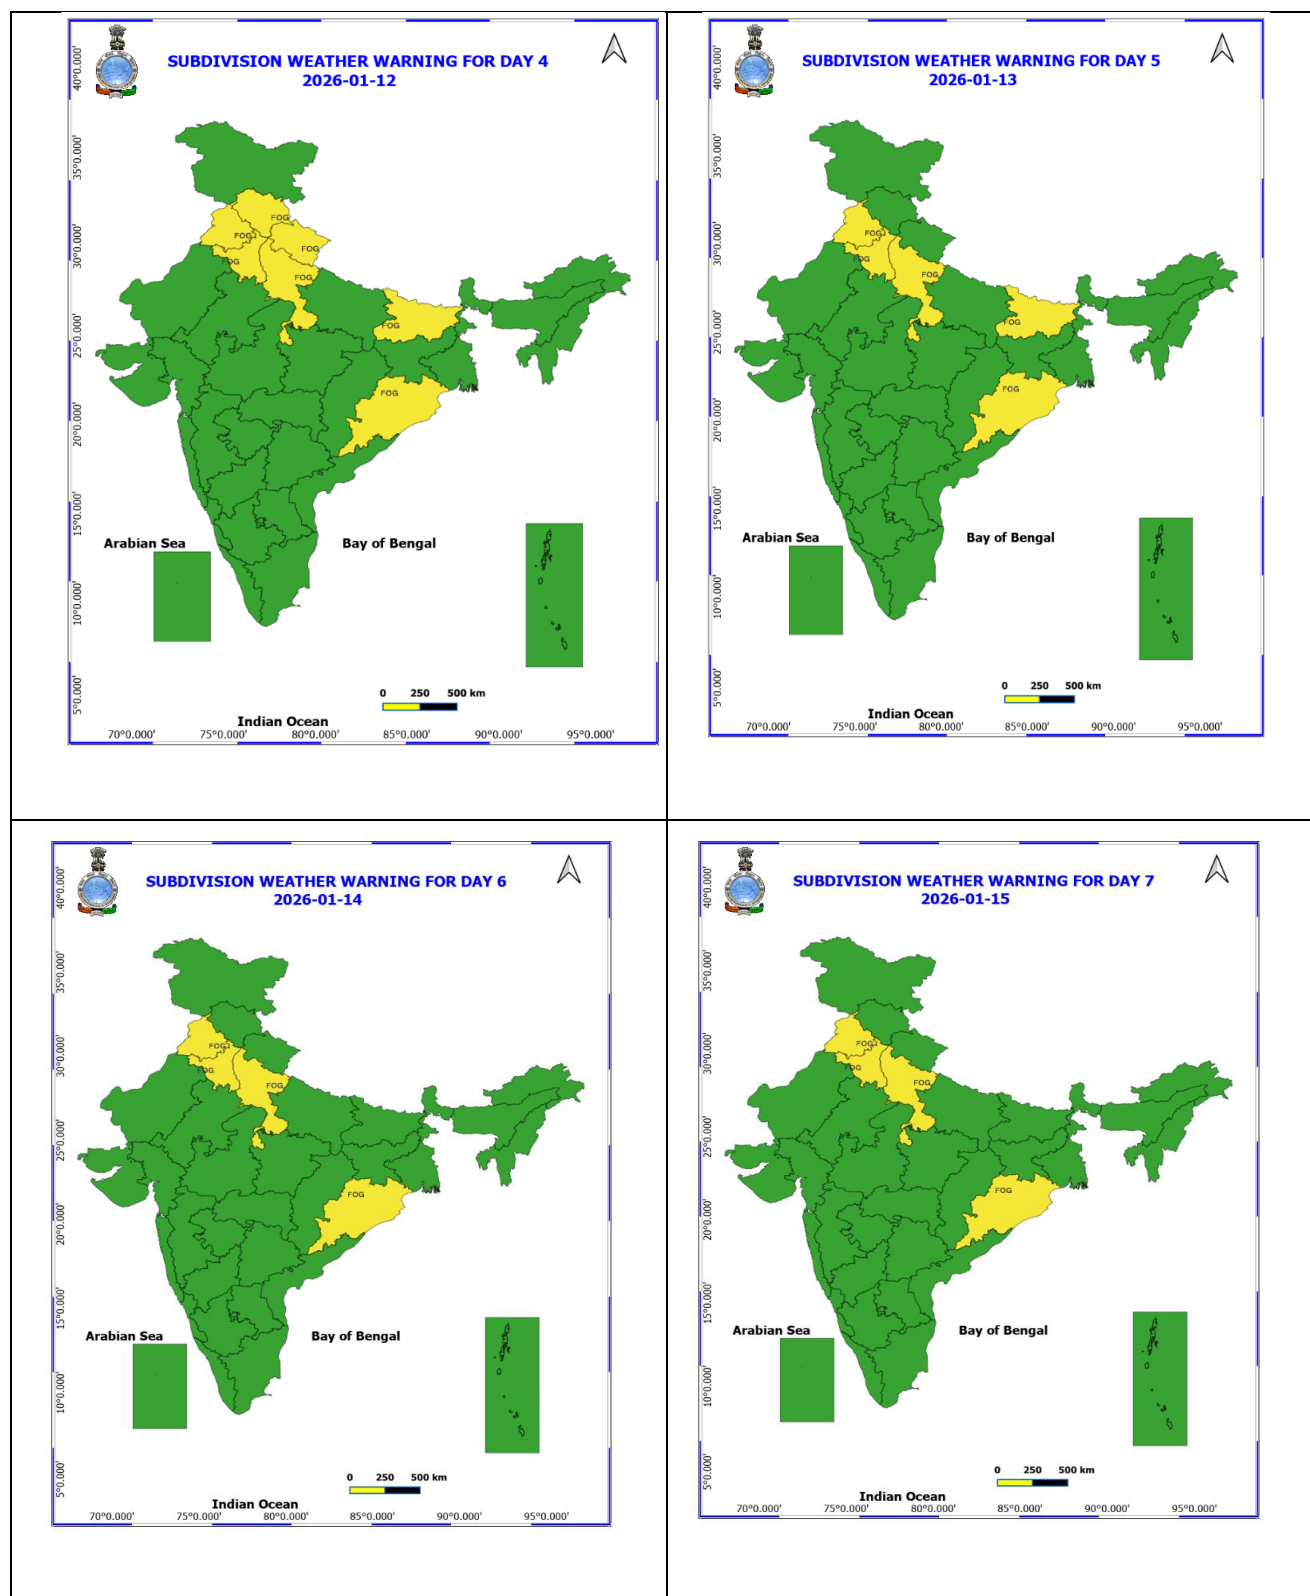 SUBDIVISION WEATHER WARNING FOR DAY 4
2026-01-12
40°0.000'
35°0.000'
30°0.000'
25°0.000'
20°0.000'
15°0.000'
10°0.000'
5°0.000'
FOG
FOG
FOG
FOG
FOG
FOG
FOG
Arabian Sea
Bay of Bengal
0 250 500 km
Indian Ocean
70°0.000' 75°0.000' 80°0.000' 85°0.000' 90°0.000' 95°0.000'
SUBDIVISION WEATHER WARNING FOR DAY 5
2026-01-13
40°0.000'
35°0.000'
30°0.000'
25°0.000'
20°0.000'
15°0.000'
10°0.000'
5°0.000'
FOG
FOG
FOG
FOG
FOG
Arabian Sea
Bay of Bengal
0 250 500 km
Indian Ocean
70°0.000' 75°0.000' 80°0.000' 85°0.000' 90°0.000' 95°0.000'
SUBDIVISION WEATHER WARNING FOR DAY 6
2026-01-14
40°0.000'
35°0.000'
30°0.000'
25°0.000'
20°0.000'
15°0.000'
10°0.000'
5°0.000'
FOG
FOG
FOG
FOG
Arabian Sea
Bay of Bengal
0 250 500 km
Indian Ocean
70°0.000' 75°0.000' 80°0.000' 85°0.000' 90°0.000' 95°0.000'
SUBDIVISION WEATHER WARNING FOR DAY 7
2026-01-15
40°0.000'
35°0.000'
30°0.000'
25°0.000'
20°0.000'
15°0.000'
10°0.000'
5°0.000'
FOG
FOG
FOG
FOG
Arabian Sea
Bay of Bengal
0 250 500 km
Indian Ocean
70°0.000' 75°0.000' 80°0.000' 85°0.000' 90°0.000' 95°0.000'